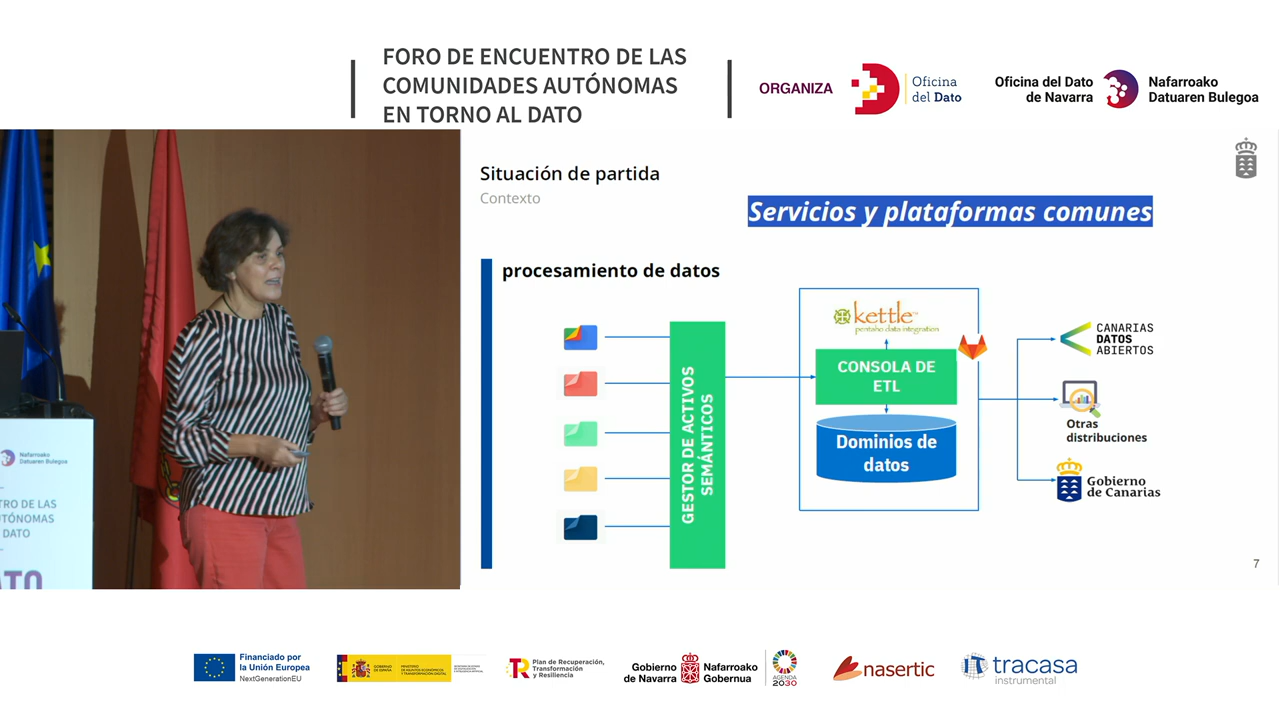 FORO DE ENCUENTRO DE LAS
COMUNIDADES AUTÓNOMAS
EN TORNO AL DATO
ORGANIZA
Oficina
del Dato
Oficina del Dato
de Navarra
Nafarroako
Datuaren Bulegoa
Situación de partida
Contexto
Servicios y plataformas comunes
procesamiento de datos
GESTOR DE ACTIVOS
SEMÁNTICOS
kettle
pentaho data integration
CONSOLA DE
ETL
Dominios de
datos
CANARIAS
DATOS
ABIERTOS
Otras
distribuciones
Gobierno
de Canarias
7
Nafarroako
Datuaren Bulegoa
TRO DE LAS
UTÓNOMAS
DATO
ATO
Financiado por
la Unión Europea
NextGenerationEU
Plan de Recuperación,
Transformación
y Resiliencia
Gobierno
de Navarra
Nafarroako
Gobernua
AGENDA
2030
nasertic
tracasa
instrumental